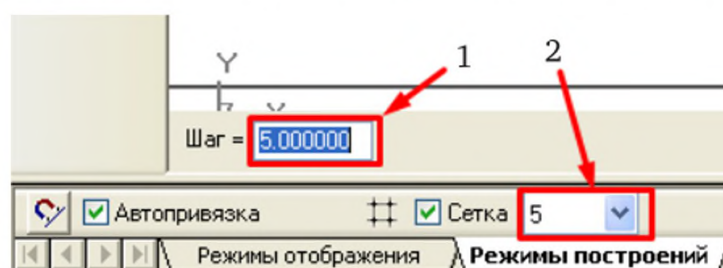 1 2
Y
X
Шаг = 5.000000
Автопривязка Сетка 5
Режимы отображения Режимы построений